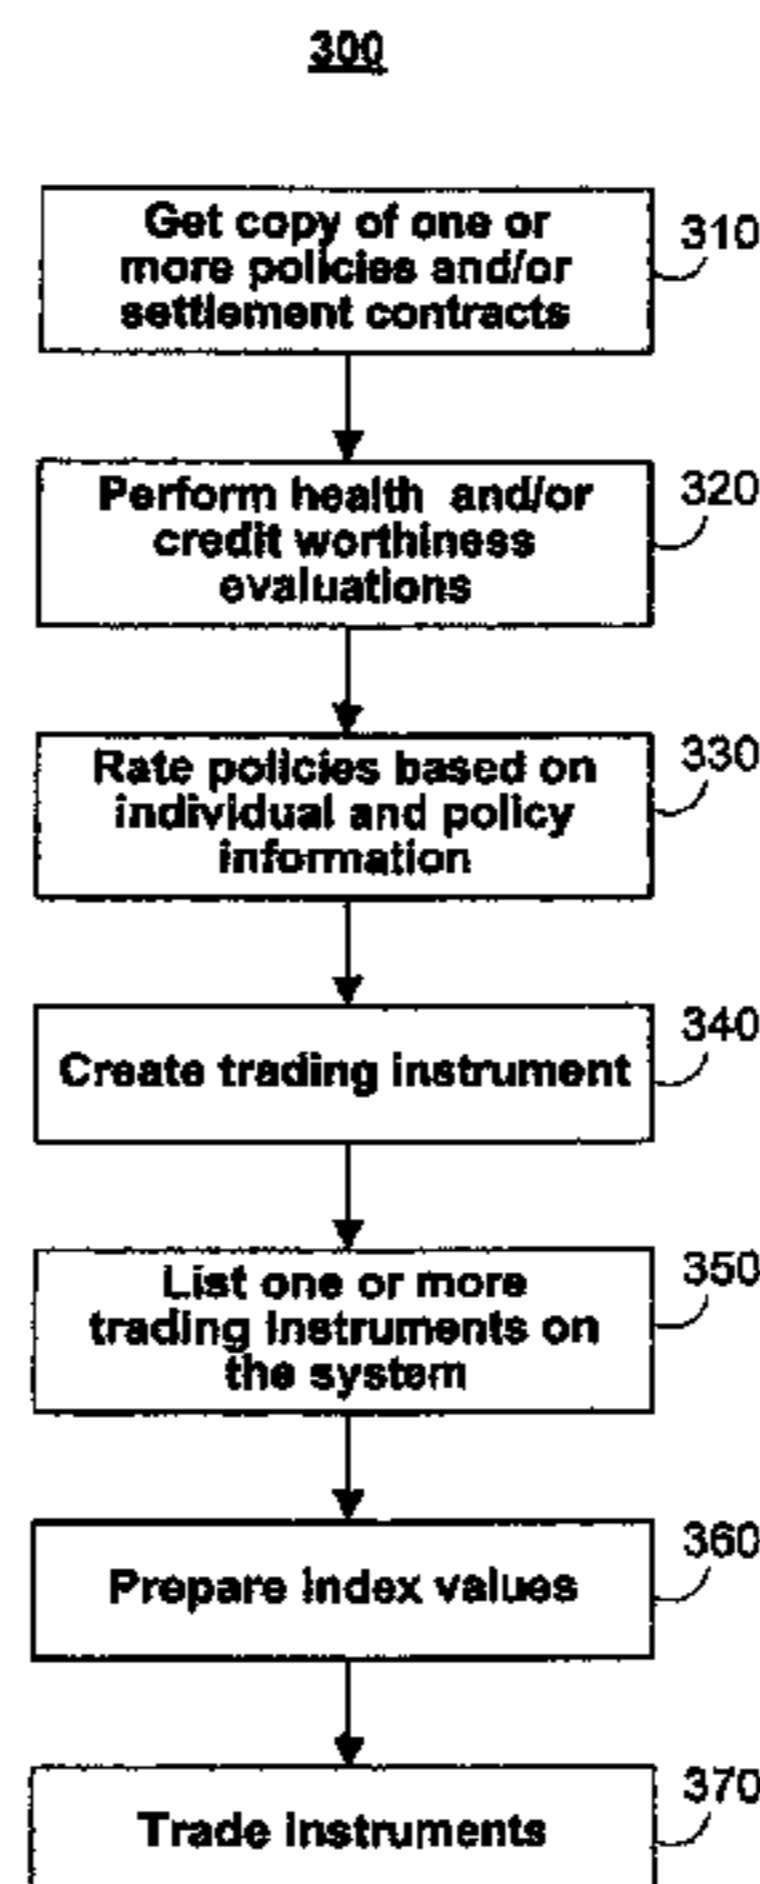 300
Get copy of one or
more policies and/or
settlement contracts
310
Perform health and/or
credit worthiness
evaluations
320
Rate policies based on
individual and policy
information
330
Create trading instrument
340
List one or more
trading instruments on
the system
350
Prepare index values
360
Trade instruments
370